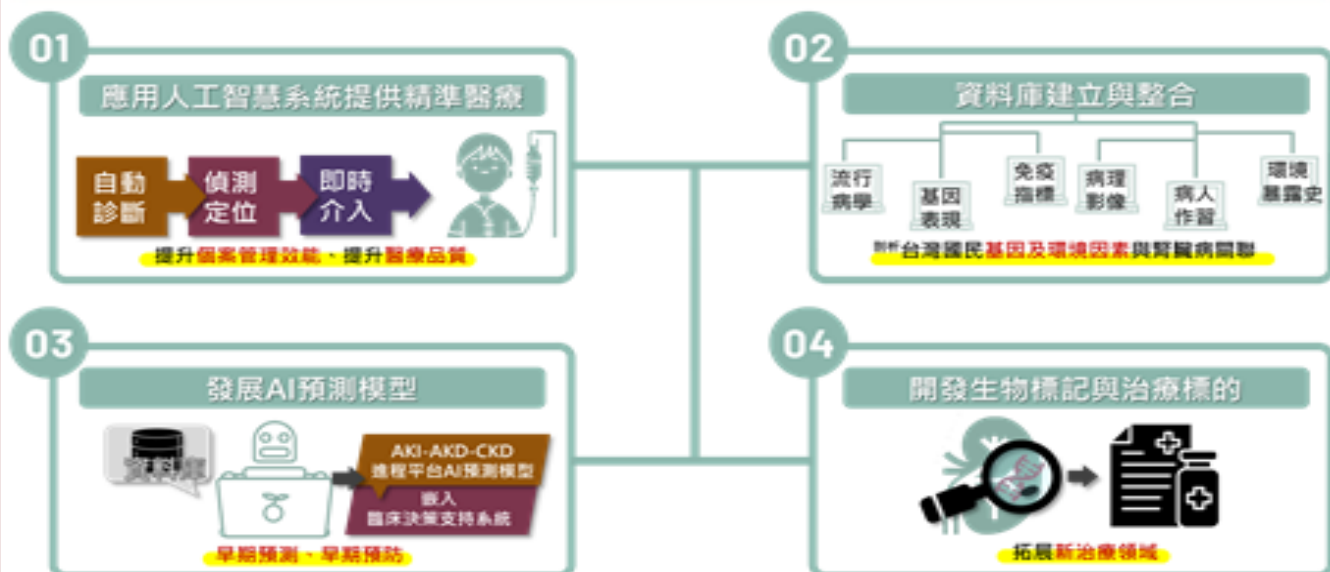 01
應用人工智慧系統提供精準醫療
自動
診斷
偵測
定位
即時
介入
提升個案管理效能、提升醫療品質
02
資料庫建立與整合
流行
病學
基因
表現
免疫
指標
病理
影像
病人
作習
環境
暴露史
剖析台灣國民基因及環境因素與腎臟病關聯
03
發展AI預測模型
資料庫
AKI-AKD-CKD
進程平台AI預測模型
嵌入
臨床決策支持系統
早期預測、早期預防
04
開發生物標記與治療標的
拓展新治療領域